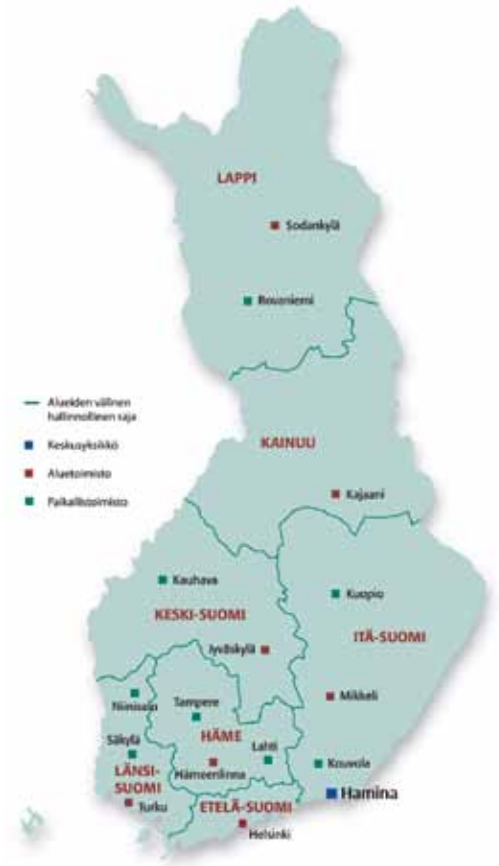 LAPPI
Sodankylä
Rovaniemi
Alueiden välinen
hallinnollinen raja
Keskusyksikkö
Aluetoimisto
Paikallistoimisto
KAINUU
Kajaani
Kauhava
Kuopio
KESKI-SUOMI
ITÄ-SUOMI
Jyväskylä
Niinisalo
Tampere
Mikkeli
HÄME
Säkylä
Lahti
Kouvola
LÄNSI-
SUOMI
Hämeenlinna
Hamina
Turku
ETELÄ-SUOMI
Helsinki